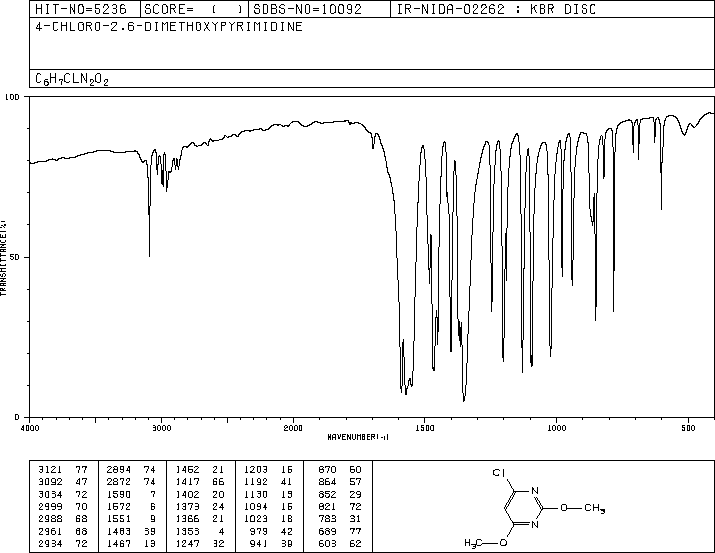 HIT-NO=5236 SCORE= ( ) SDBS-NO=10092 IR-NIDA-02262 : KBR DISC
4-CHLORO-2,6-DIMETHOXYPYRIMIDINE
C6H7CLN2O2
100
TRANSMITTANCE(%)
50
0
4000 3000 2000 1500 1000 500
WAVENUMBER(-1)
3121 77 2894 74 1462 21 1203 16 870 60
3092 47 2872 74 1417 66 1192 41 864 57
3034 72 1590 7 1402 20 1130 13 852 29
2999 70 1572 6 1373 24 1094 16 821 72
2988 68 1551 9 1366 21 1023 18 783 31
2961 68 1483 39 1353 4 979 42 689 77
2934 72 1467 13 1247 32 941 39 603 62
Cl
N
O CH3
N
H3C O